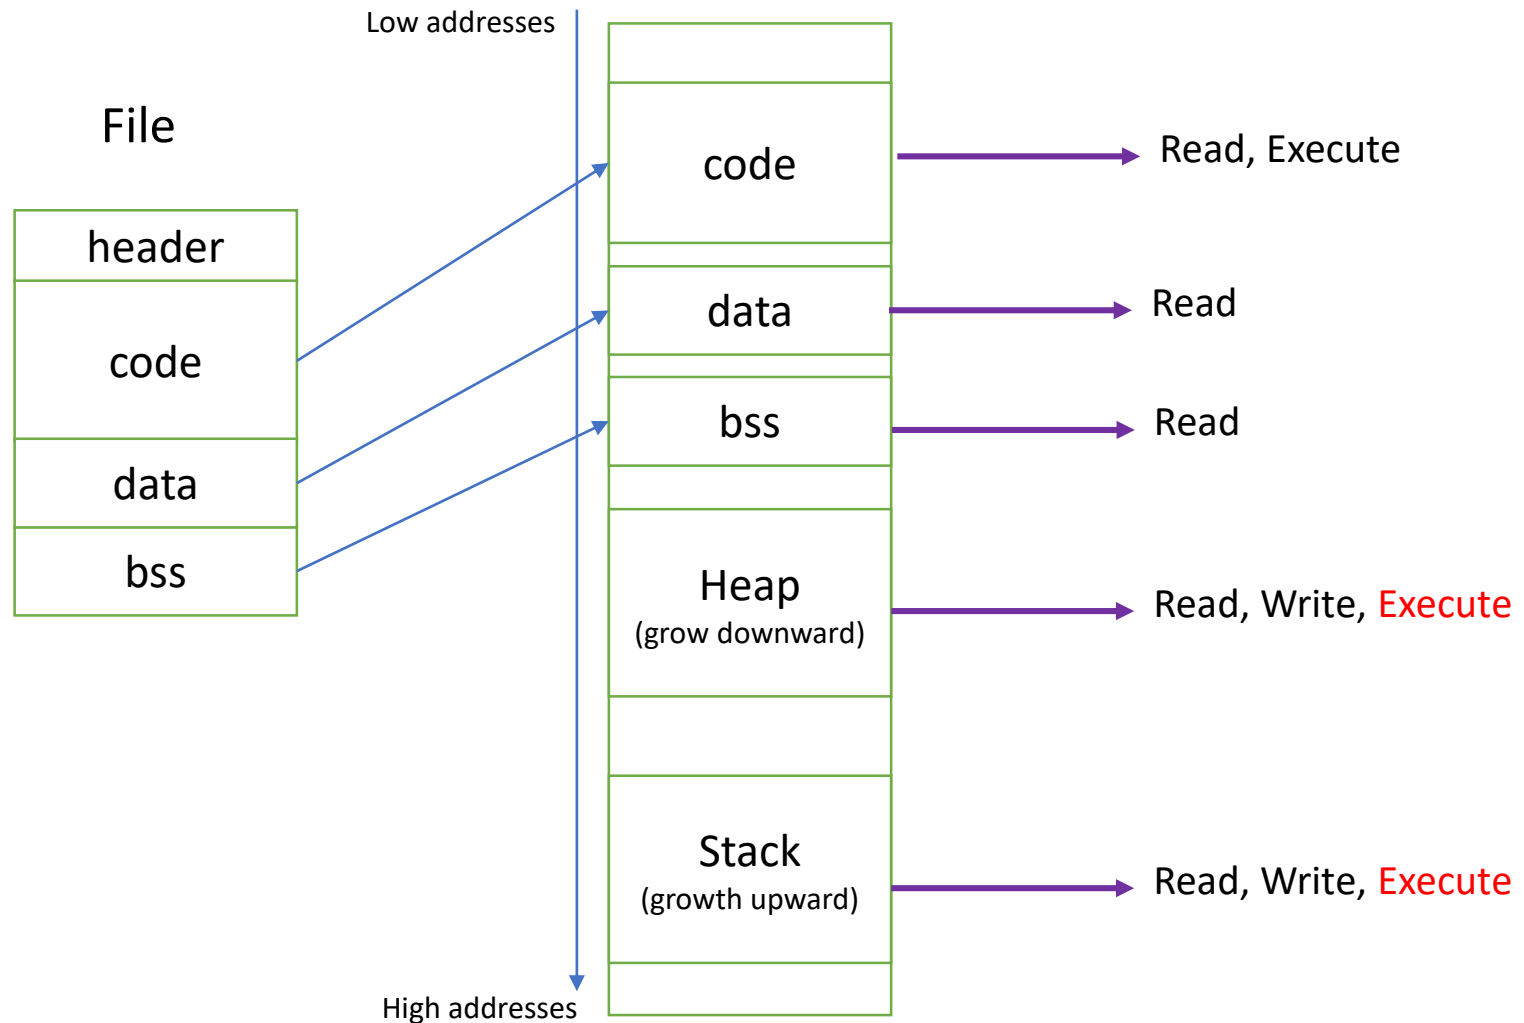 Low addresses
File
header
code
data
bss
code
data
bss
Heap
(grow downward)
Stack
(growth upward)
Read, Execute
Read
Read
Read, Write, Execute
Read, Write, Execute
High addresses